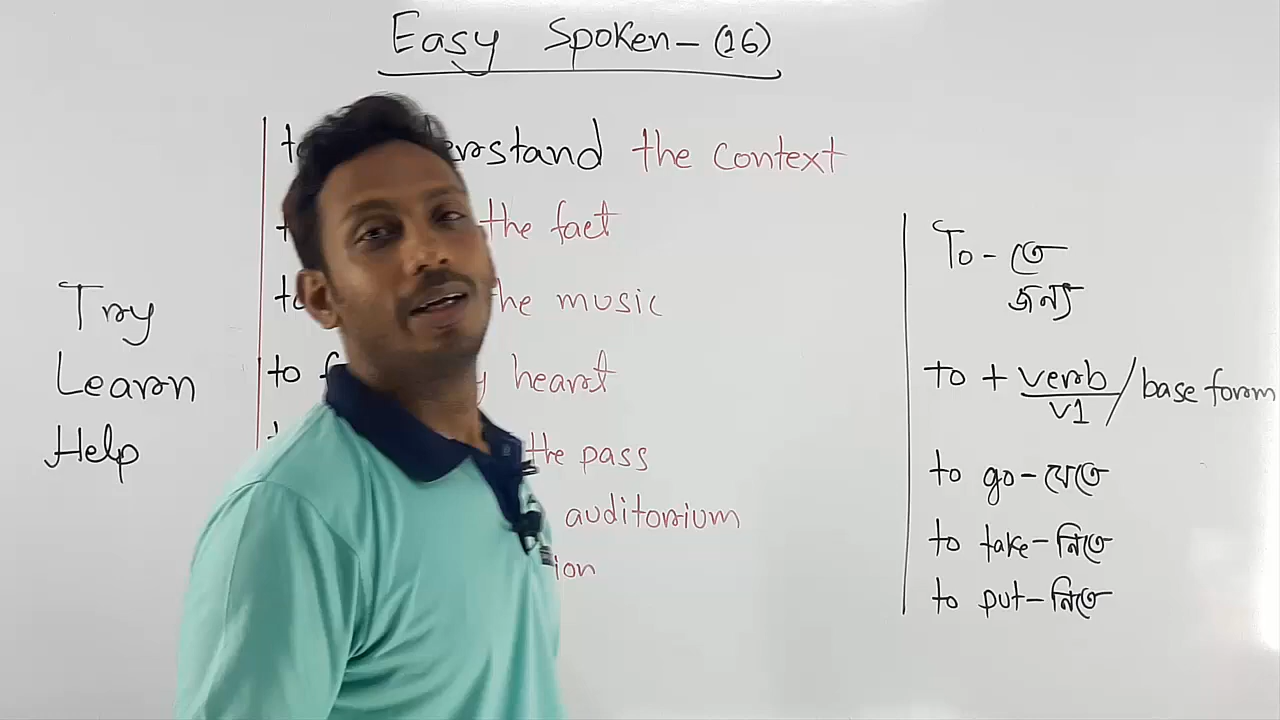 Easy Spoken - (16)
to understand the context
the fact
the music
to heart
the pass
auditorium
Try
Learn
Help
To - তে
জন্য
to + verb / base form
v1
to go - যেতে
to take - নিতে
to put - নিতে